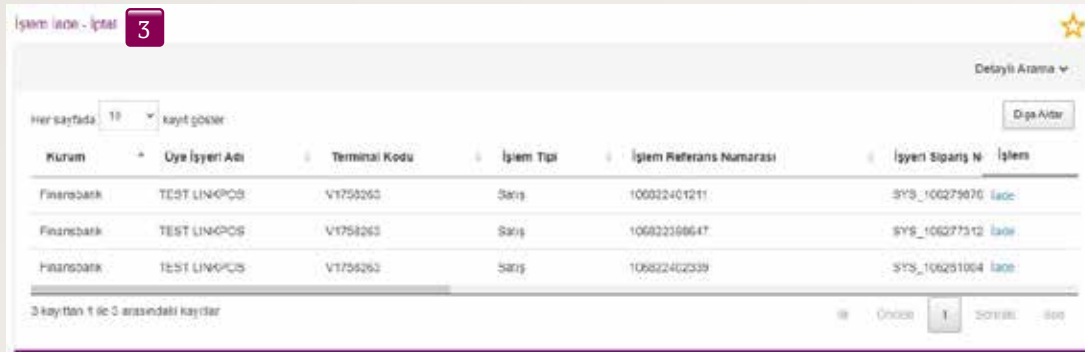 İşlem İade - İptal 3
Detaylı Arama
Her sayfada 10 kayıt göster Dışa Aktar
Kurum Üye İşyeri Adı Terminal Kodu İşlem Tipi İşlem Referans Numarası İşyeri Sipariş N İşlem
Finansbank TEST LINKPOS V1758263 Satış 106822401211 SYS_106279870 İade
Finansbank TEST LINKPOS V1758263 Satış 106822398647 SYS_106277312 İade
Finansbank TEST LINKPOS V1758263 Satış 106822402339 SYS_106281004 İade
3 kayıttan 1 ile 3 arasındaki kayıtlar
İlk Önceki 1 Sonraki Son